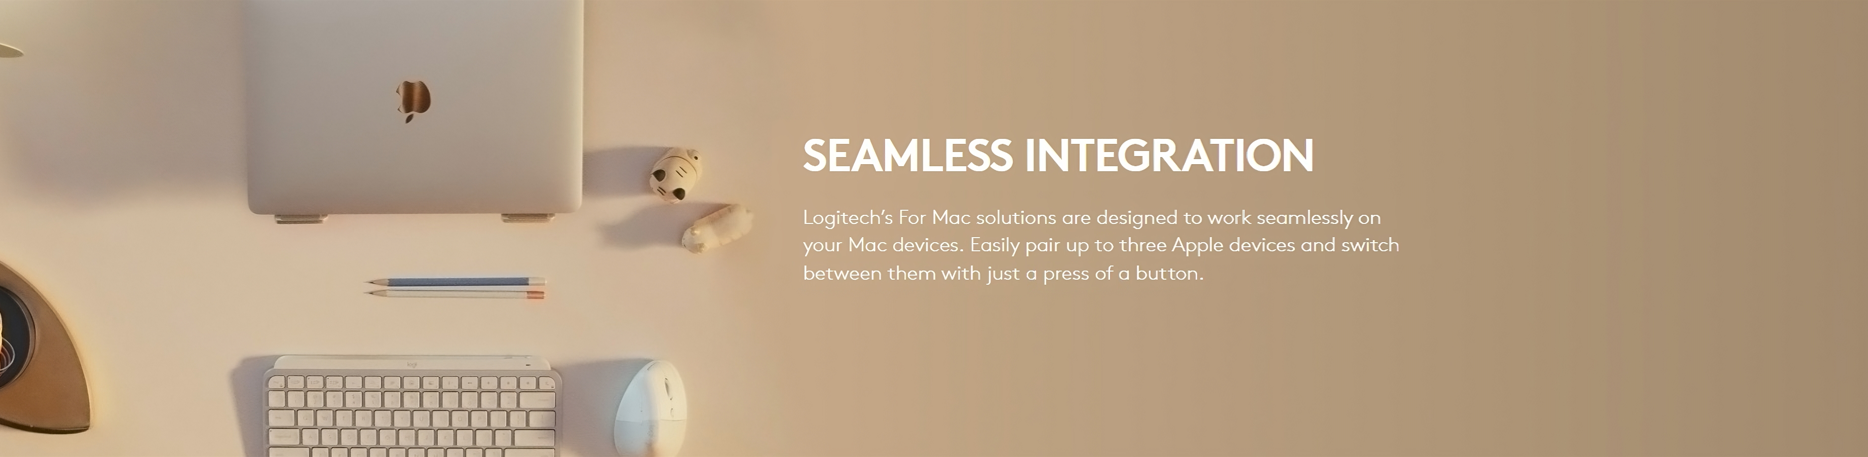 SEAMLESS INTEGRATION
Logitech’s For Mac solutions are designed to work seamlessly on
your Mac devices. Easily pair up to three Apple devices and switch
between them with just a press of a button.